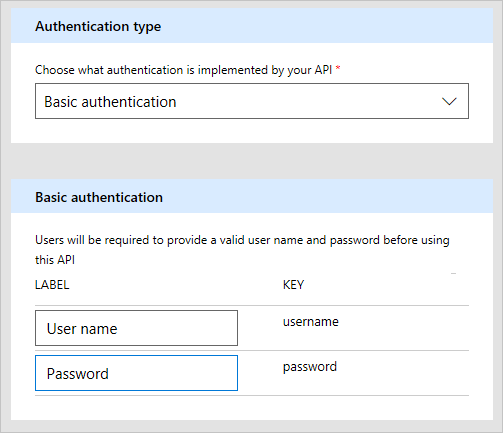 Authentication type
Choose what authentication is implemented by your API *
Basic authentication
Basic authentication
Users will be required to provide a valid user name and password before using
this API
LABEL KEY
User name username
Password password